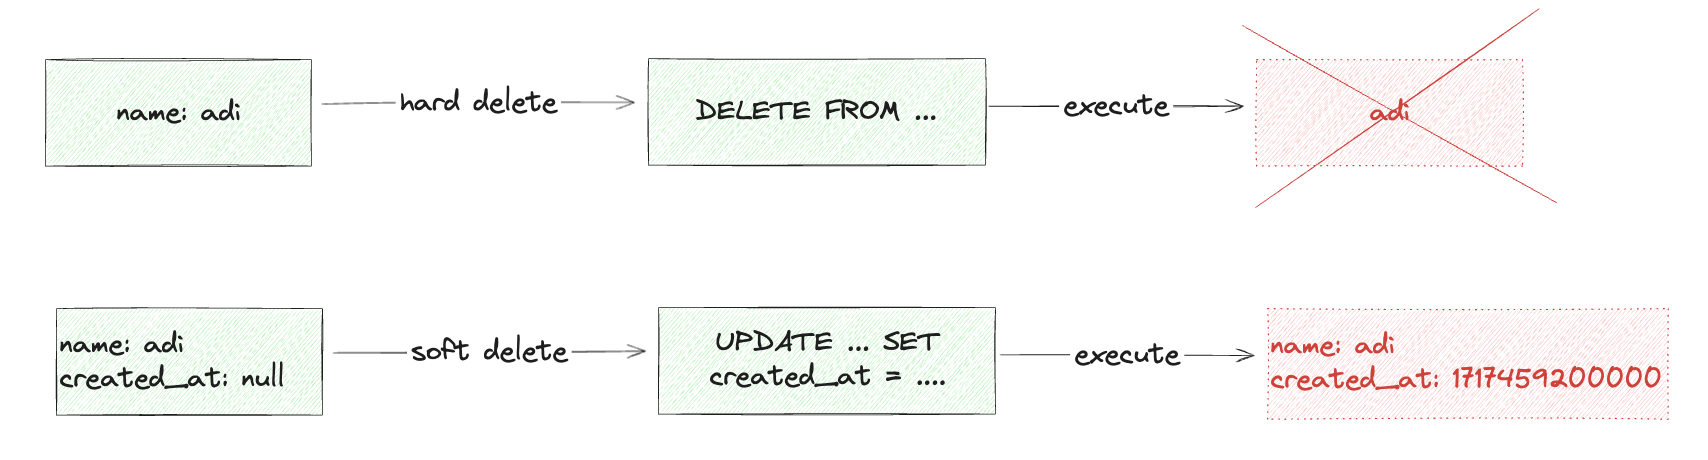 name: adi
hard delete
DELETE FROM ...
execute
adi
name: adi
created_at: null
soft delete
UPDATE ... SET
created_at = ....
execute
name: adi
created_at: 1717459200000